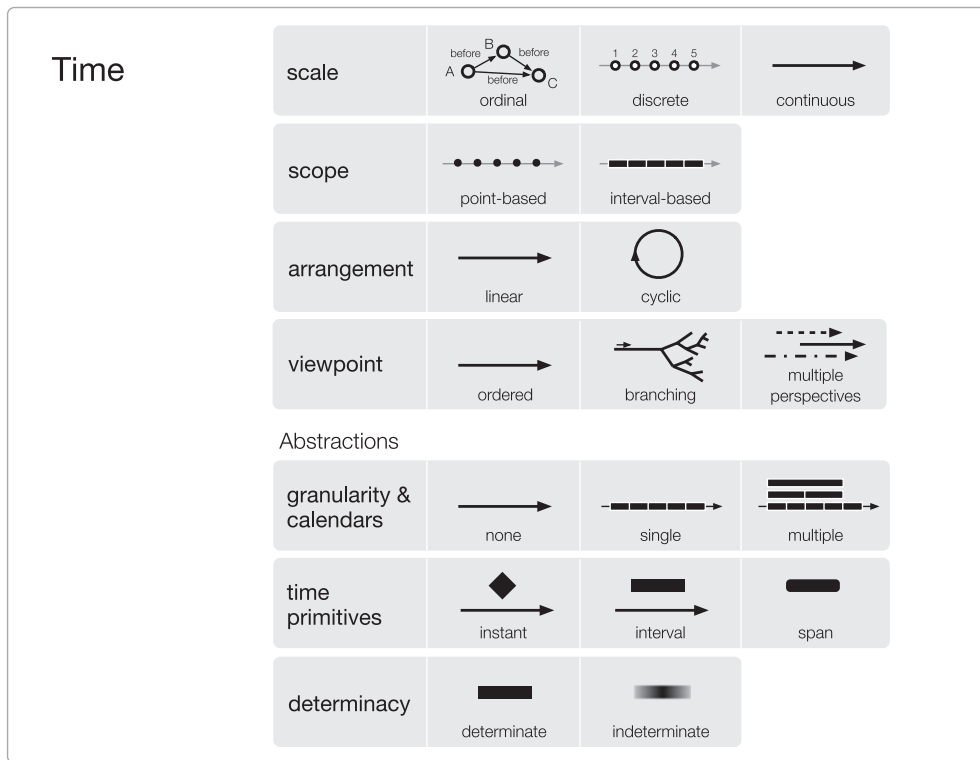 Time
scale
A before B before C before
ordinal
1 2 3 4 5
discrete
continuous
scope
point-based
interval-based
arrangement
linear
cyclic
viewpoint
ordered
branching
multiple
perspectives
Abstractions
granularity &
calendars
none
single
multiple
time
primitives
instant
interval
span
determinacy
determinate
indeterminate